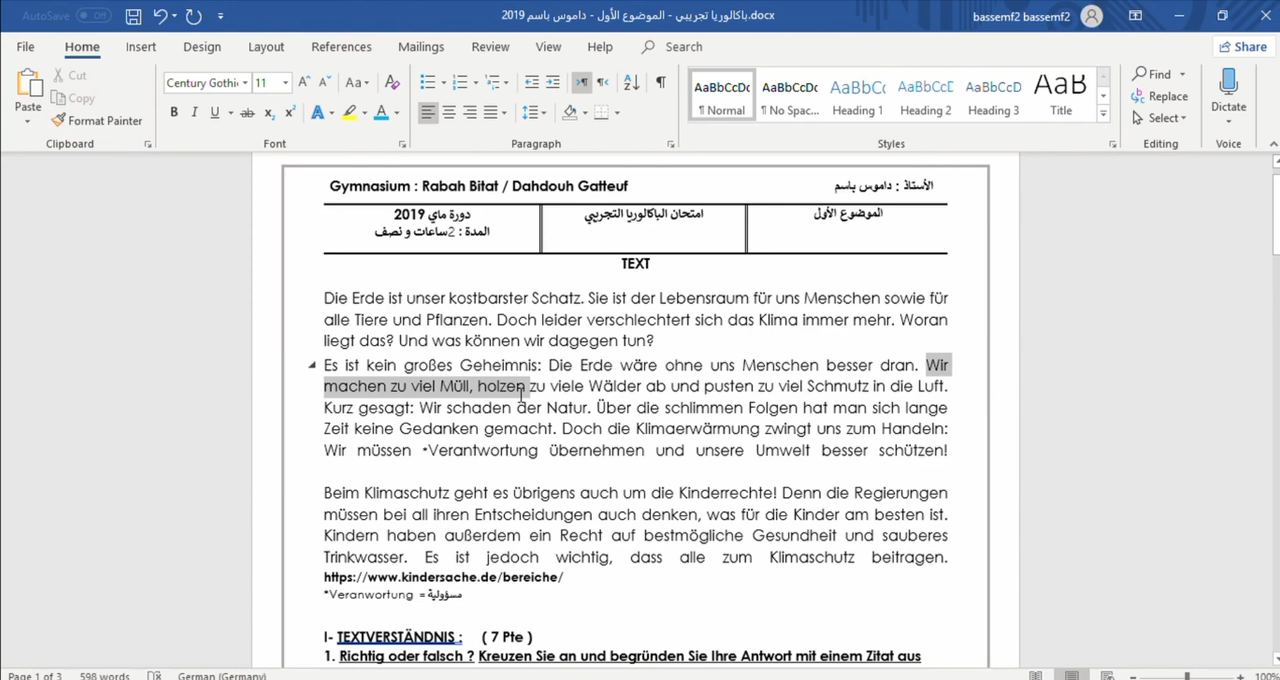 AutoSave Off
باكالوريا تجريبي - الموضوع الأول - داموس باسم 2019.docx
bassemf2 bassemf2
File Home Insert Design Layout References Mailings Review View Help Search Share
Paste
Cut
Copy
Format Painter
Clipboard
Century Gothi 11
Font
Paragraph
AaBbCcDc AaBbCcDc AaBbCc AaBbCcD AaBbCcDc AaB
¶ Normal ¶ No Spac... Heading 1 Heading 2 Heading 3 Title
Styles
Find
Replace
Select
Editing
Dictate
Voice
Gymnasium : Rabah Bitat / Dahdouh Gatteuf
الأستاذ : داموس باسم
الموضوع الأول
امتحان الباكالوريا التجريبي
دورة ماي 2019
المدة : 2ساعات و نصف
TEXT
Die Erde ist unser kostbarster Schatz. Sie ist der Lebensraum für uns Menschen sowie für
alle Tiere und Pflanzen. Doch leider verschlechtert sich das Klima immer mehr. Woran
liegt das? Und was können wir dagegen tun?
Es ist kein großes Geheimnis: Die Erde wäre ohne uns Menschen besser dran. Wir
machen zu viel Müll, holzen zu viele Wälder ab und pusten zu viel Schmutz in die Luft.
Kurz gesagt: Wir schaden der Natur. Über die schlimmen Folgen hat man sich lange
Zeit keine Gedanken gemacht. Doch die Klimaerwärmung zwingt uns zum Handeln:
Wir müssen *Verantwortung übernehmen und unsere Umwelt besser schützen!
Beim Klimaschutz geht es übrigens auch um die Kinderrechte! Denn die Regierungen
müssen bei all ihren Entscheidungen auch denken, was für die Kinder am besten ist.
Kindern haben außerdem ein Recht auf bestmögliche Gesundheit und sauberes
Trinkwasser. Es ist jedoch wichtig, dass alle zum Klimaschutz beitragen.
https://www.kindersache.de/bereiche/
*Veranwortung = مسؤولية
I- TEXTVERSTÄNDNIS : ( 7 Pte )
1. Richtig oder falsch ? Kreuzen Sie an und begründen Sie Ihre Antwort mit einem Zitat aus
Page 1 of 3 598 words German (Germany) 100%